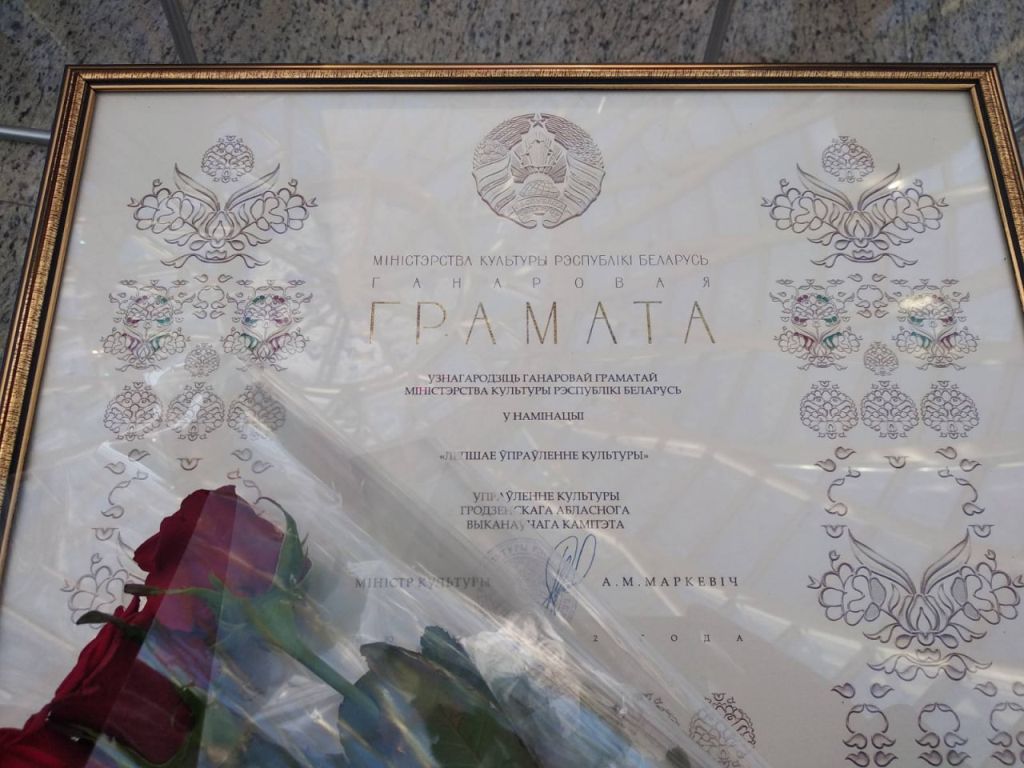 МІНІСТЭРСТВА КУЛЬТУРЫ РЭСПУБЛІКІ БЕЛАРУСЬ
ГАНАРОВАЯ
ГРАМАТА
УЗНАГАРОДЗІЦЬ ГАНАРОВАЙ ГРАМАТАЙ
МІНІСТЭРСТВА КУЛЬТУРЫ РЭСПУБЛІКІ БЕЛАРУСЬ
У НАМІНАЦЫІ
«ЛЕПШАЕ ЎПРАЎЛЕННЕ КУЛЬТУРЫ»
УПРАЎЛЕННЕ КУЛЬТУРЫ
ГРОДЗЕНСКАГА АБЛАСНОГА
ВЫКАНАЎЧАГА КАМІТЭТА
МІНІСТР КУЛЬТУРЫ А.М.МАРКЕВІЧ
2 ГОДА